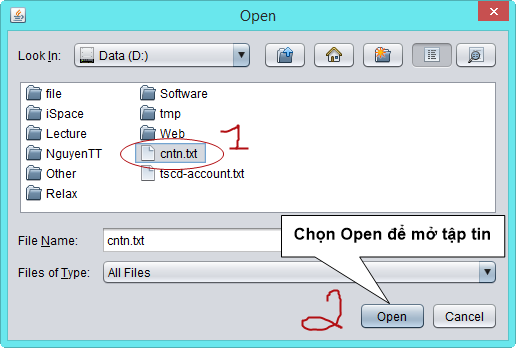 Open
Look In: Data (D:)
file
iSpace
Lecture
NguyenTT
Other
Relax
Software
tmp
Web
cntn.txt
tscd-account.txt
1
File Name: cntn.txt
Chọn Open để mở tập tin
Files of Type: All Files
2
Open Cancel